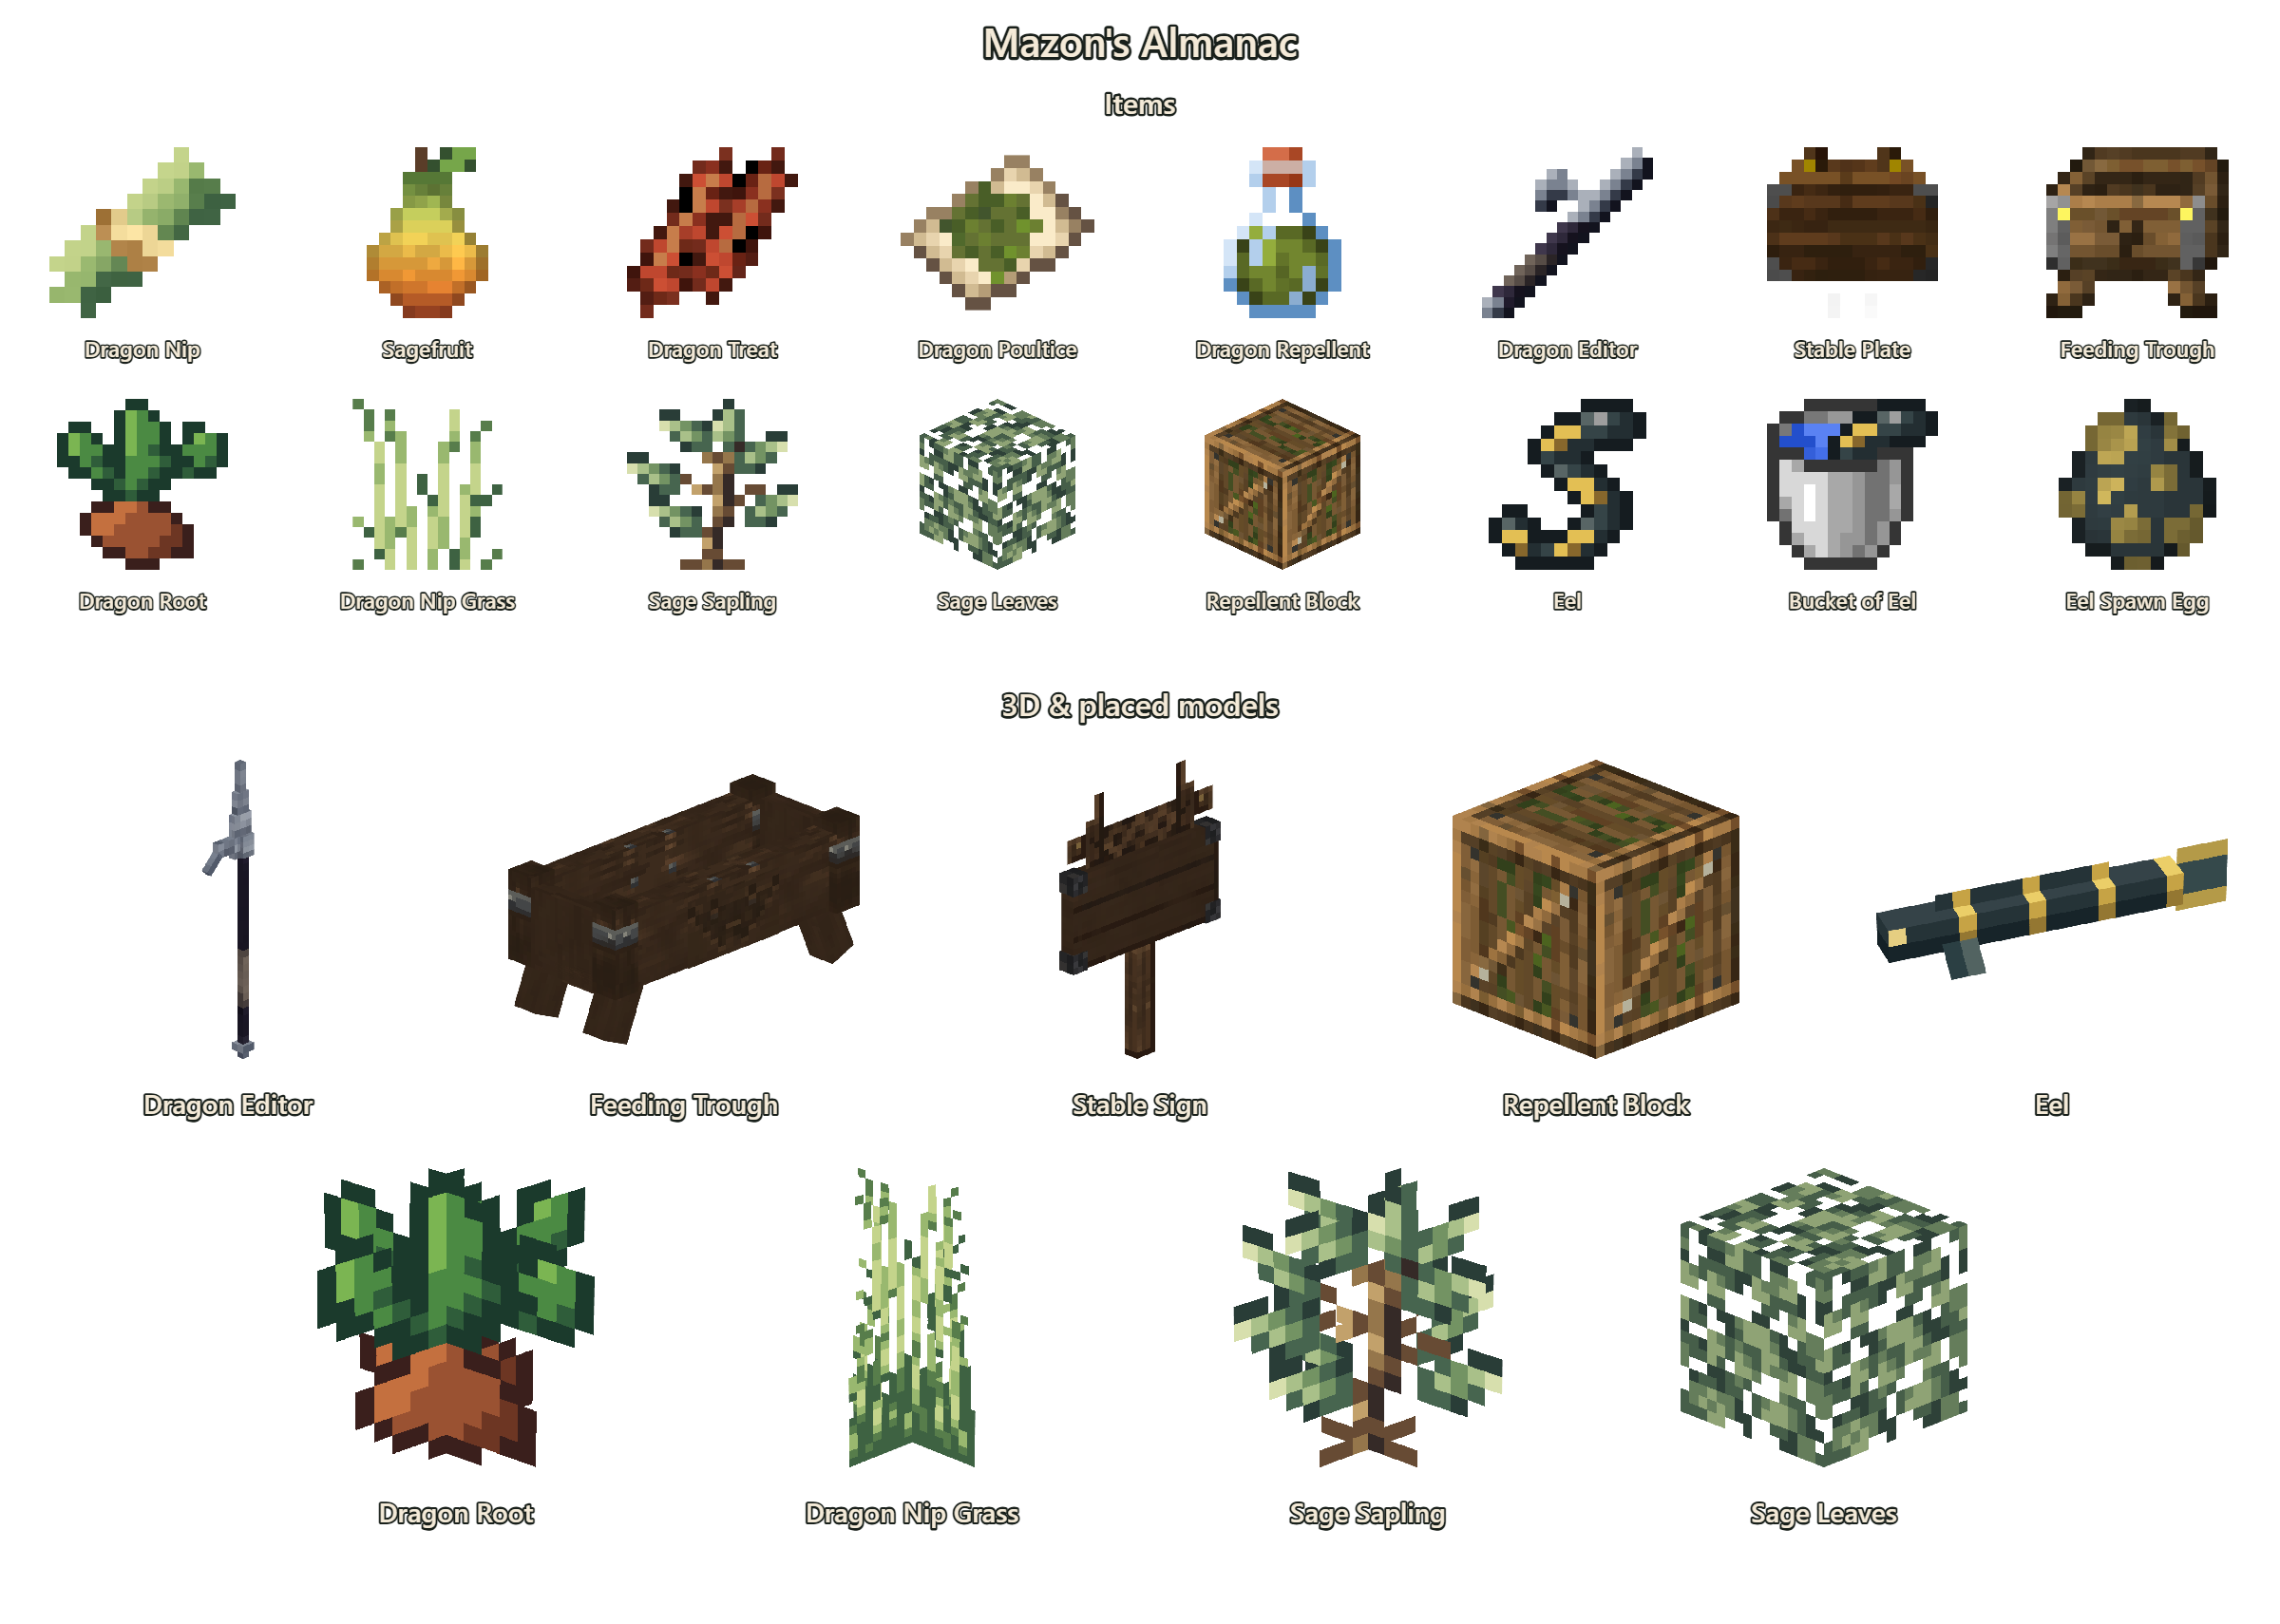 Mazon's Almanac
Items
Dragon Nip
Sagefruit
Dragon Treat
Dragon Poultice
Dragon Repellent
Dragon Editor
Stable Plate
Feeding Trough
Dragon Root
Dragon Nip Grass
Sage Sapling
Sage Leaves
Repellent Block
Eel
Bucket of Eel
Eel Spawn Egg
3D & placed models
Dragon Editor
Feeding Trough
Stable Sign
Repellent Block
Eel
Dragon Root
Dragon Nip Grass
Sage Sapling
Sage Leaves